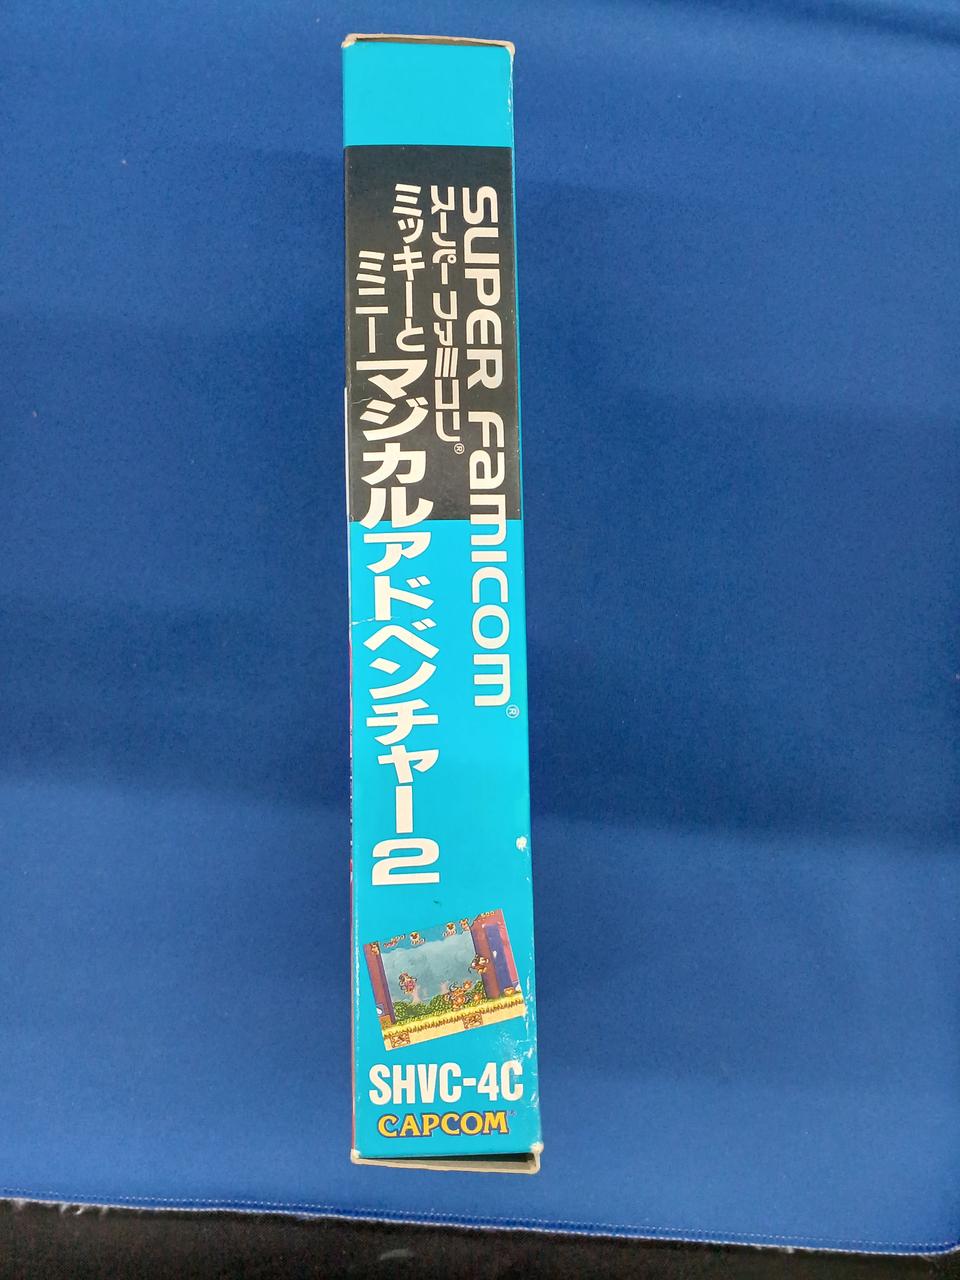 SUPER FAMICOM®
スーパーファミコン®
ミッキーと
ミニー
マジカルアドベンチャー2
SHVC-4C
CAPCOM